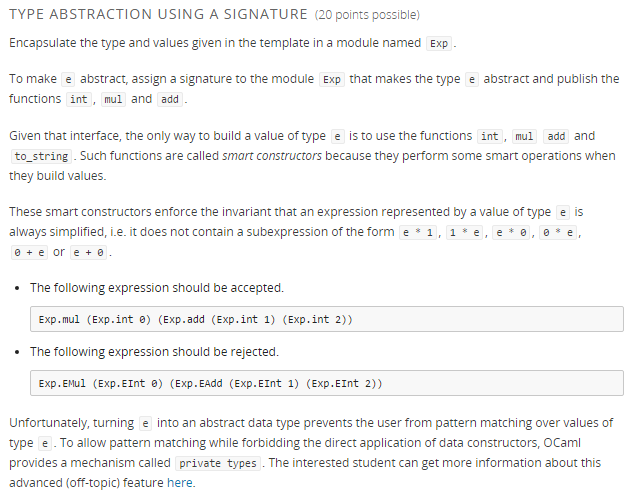 TYPE ABSTRACTION USING A SIGNATURE (20 points possible)
Encapsulate the type and values given in the template in a module named Exp .
To make e abstract, assign a signature to the module Exp that makes the type e abstract and publish the
functions int , mul and add .
Given that interface, the only way to build a value of type e is to use the functions int , mul add and
to_string . Such functions are called smart constructors because they perform some smart operations when
they build values.
These smart constructors enforce the invariant that an expression represented by a value of type e is
always simplified, i.e. it does not contain a subexpression of the form e * 1 , 1 * e , e * 0 , 0 * e ,
0 + e or e + 0 .
• The following expression should be accepted.
Exp.mul (Exp.int 0) (Exp.add (Exp.int 1) (Exp.int 2))
• The following expression should be rejected.
Exp.EMul (Exp.EInt 0) (Exp.EAdd (Exp.EInt 1) (Exp.EInt 2))
Unfortunately, turning e into an abstract data type prevents the user from pattern matching over values of
type e . To allow pattern matching while forbidding the direct application of data constructors, OCaml
provides a mechanism called private types . The interested student can get more information about this
advanced (off-topic) feature here.